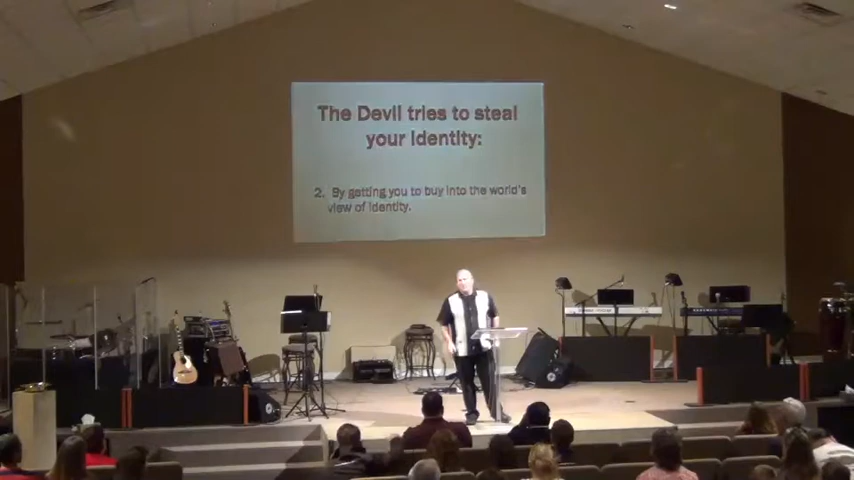 The Devil tries to steal
your identity:
2. By getting you to buy into the world's
view of identity.